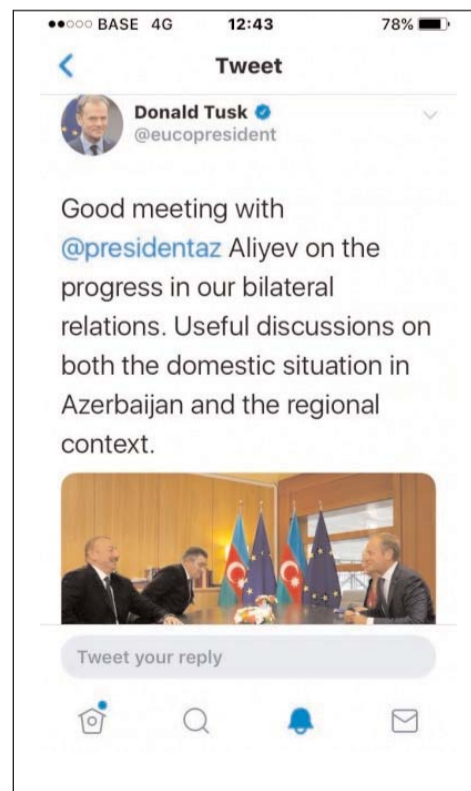 BASE 4G 12:43 78%
Tweet
Donald Tusk
@eucopresident
Good meeting with
@presidentaz Aliyev on the
progress in our bilateral
relations. Useful discussions on
both the domestic situation in
Azerbaijan and the regional
context.
Tweet your reply